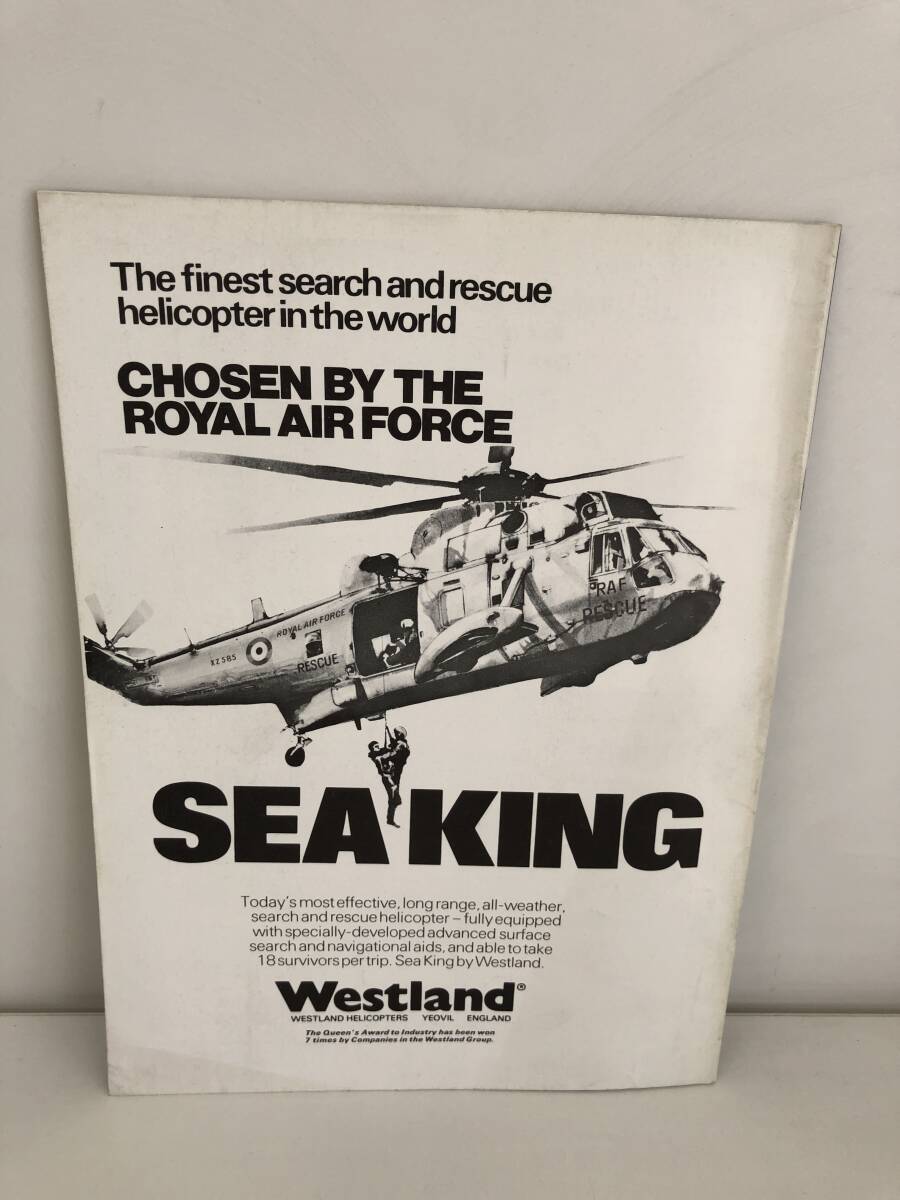 The finest search and rescue
helicopter in the world
CHOSEN BY THE
ROYAL AIR FORCE
RAF
RESCUE
ROYAL AIR FORCE
XZ585
RESCUE
SEA KING
Today's most effective, long range, all-weather,
search and rescue helicopter – fully equipped
with specially-developed advanced surface
search and navigational aids, and able to take
18 survivors per trip. Sea King by Westland.
Westland®
WESTLAND HELICOPTERS YEOVIL ENGLAND
The Queen's Award to Industry has been won
7 times by Companies in the Westland Group.